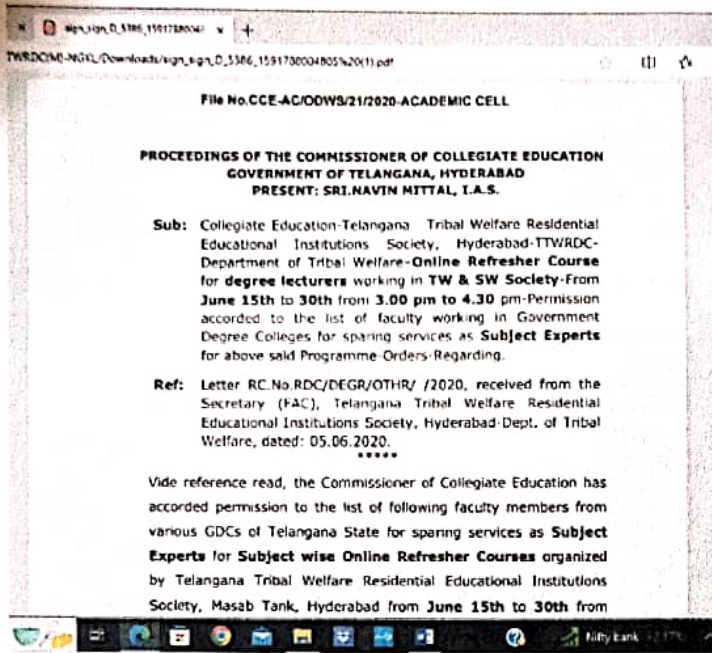 sign_sign_D_5386_1591788004
TWRDC(M)-NGKL/Downloads/sign_sign_D_5386_1591788004805%20(1).pdf
File No.CCE-AC/ODWS/21/2020-ACADEMIC CELL
PROCEEDINGS OF THE COMMISSIONER OF COLLEGIATE EDUCATION
GOVERNMENT OF TELANGANA, HYDERABAD
PRESENT: SRI.NAVIN MITTAL, I.A.S.
Sub: Collegiate Education-Telangana Tribal Welfare Residential
Educational Institutions Society, Hyderabad-TTWRDC-
Department of Tribal Welfare-Online Refresher Course
for degree lecturers working in TW & SW Society-From
June 15th to 30th from 3.00 pm to 4.30 pm-Permission
accorded to the list of faculty working in Government
Degree Colleges for sparing services as Subject Experts
for above said Programme-Orders-Regarding.
Ref: Letter RC.No.RDC/DEGR/OTHR/ /2020, received from the
Secretary (FAC), Telangana Tribal Welfare Residential
Educational Institutions Society, Hyderabad-Dept. of Tribal
Welfare, dated: 05.06.2020.
*****
Vide reference read, the Commissioner of Collegiate Education has
accorded permission to the list of following faculty members from
various GDCs of Telangana State for sparing services as Subject
Experts for Subject wise Online Refresher Courses organized
by Telangana Tribal Welfare Residential Educational Institutions
Society, Masab Tank, Hyderabad from June 15th to 30th from
Nifty bank